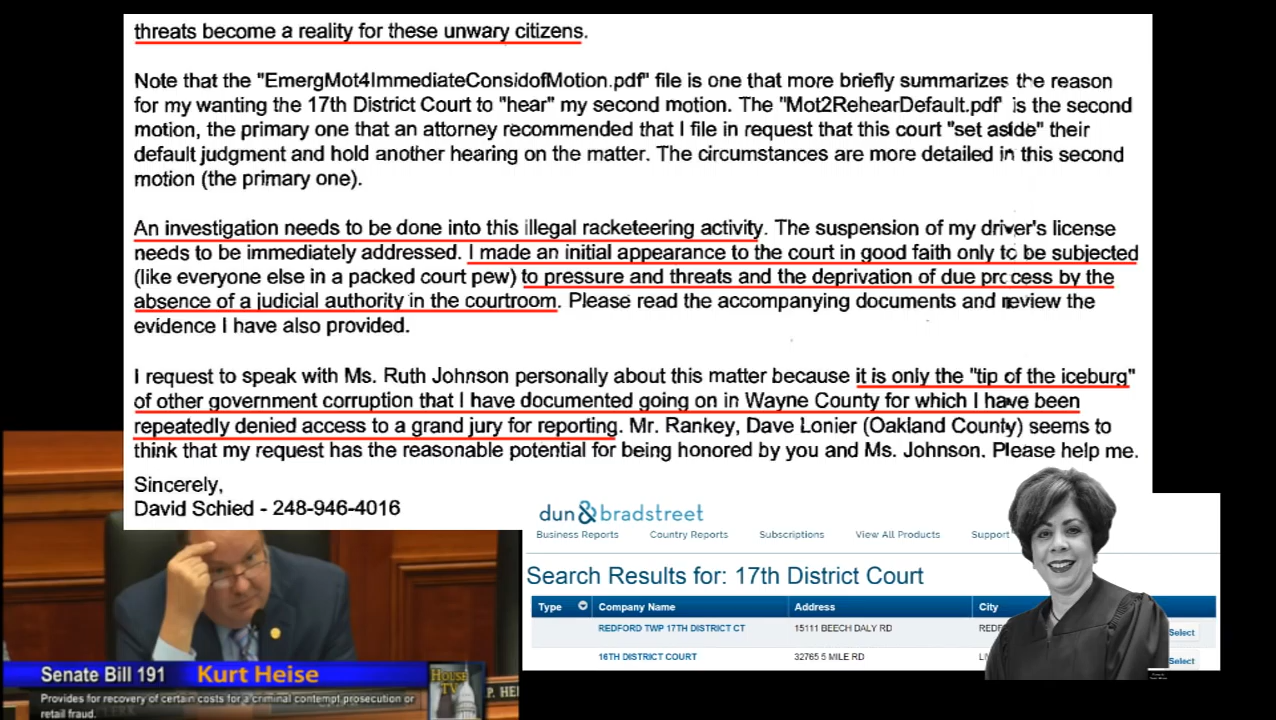 threats become a reality for these unwary citizens.
Note that the "EmergMot4ImmediateConsidofMotion.pdf" file is one that more briefly summarizes the reason
for my wanting the 17th District Court to "hear" my second motion. The "Mot2RehearDefault.pdf' is the second
motion, the primary one that an attorney recommended that I file in request that this court "set aside" their
default judgment and hold another hearing on the matter. The circumstances are more detailed in this second
motion (the primary one).
An investigation needs to be done into this illegal racketeering activity. The suspension of my driver's license
needs to be immediately addressed. I made an initial appearance to the court in good faith only to be subjected
(like everyone else in a packed court pew) to pressure and threats and the deprivation of due process by the
absence of a judicial authority in the courtroom. Please read the accompanying documents and review the
evidence I have also provided.
I request to speak with Ms. Ruth Johnson personally about this matter because it is only the "tip of the iceburg"
of other government corruption that I have documented going on in Wayne County for which I have been
repeatedly denied access to a grand jury for reporting. Mr. Rankey, Dave Lonier (Oakland County) seems to
think that my request has the reasonable potential for being honored by you and Ms. Johnson. Please help me.
Sincerely,
David Schied - 248-946-4016
dun&bradstreet
Business Reports Country Reports Subscriptions View All Products Support
Search Results for: 17th District Court
Type Company Name Address City
REDFORD TWP 17TH DISTRICT CT 15111 BEECH DALY RD REDF Select
16TH DISTRICT COURT 32765 5 MILE RD LI Select
Senate Bill 191 Kurt Heise
Provides for recovery of certain costs for a criminal contempt prosecution or
retail fraud.
HOUSE
TV
P. HE